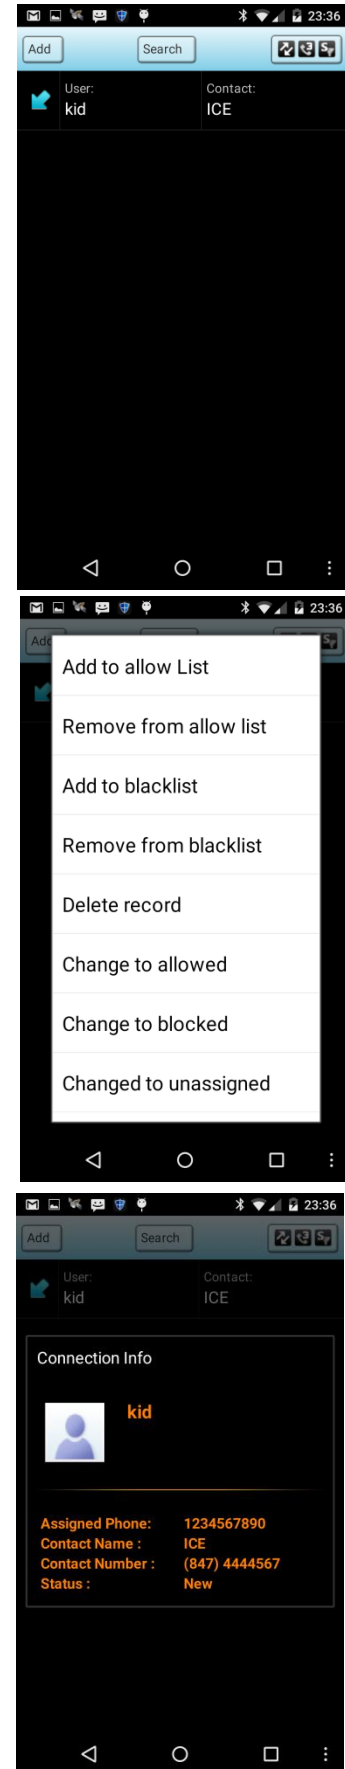 23:36
Add Search
User: Contact:
kid ICE
23:36
Add
Add to allow List
Remove from allow list
Add to blacklist
Remove from blacklist
Delete record
Change to allowed
Change to blocked
Changed to unassigned
23:36
Add Search
User: Contact:
kid ICE
Connection Info
kid
Assigned Phone: 1234567890
Contact Name : ICE
Contact Number : (847) 4444567
Status : New